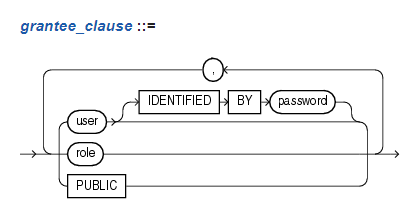 grantee_clause ::=
,
IDENTIFIED BY password
user
role
PUBLIC